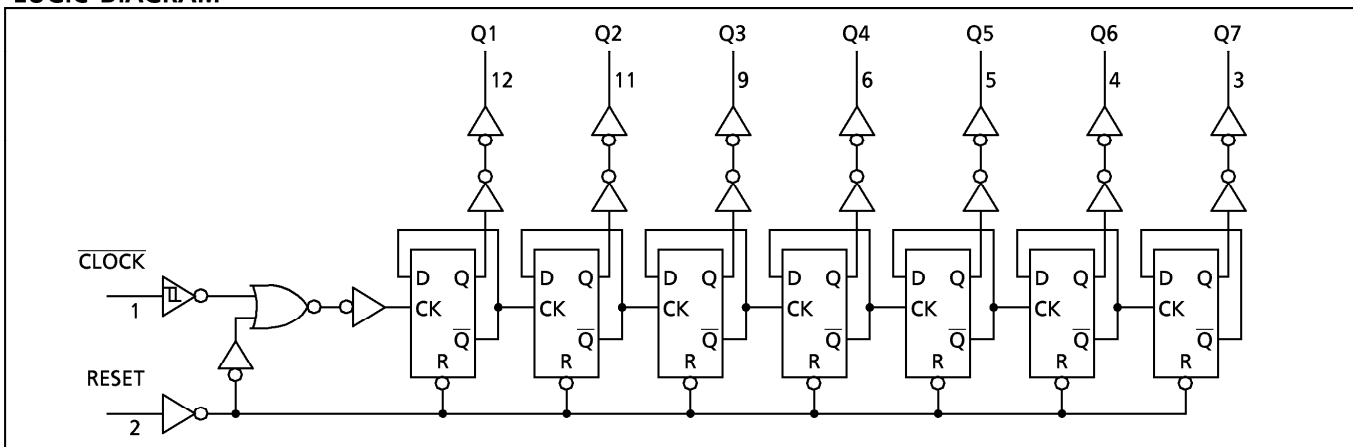 LOGIC DIAGRAM
Q1 Q2 Q3 Q4 Q5 Q6 Q7
12 11 9 6 5 4 3
CLOCK
1
D Q D Q D Q D Q D Q D Q D Q
CK CK CK CK CK CK CK
Q Q Q Q Q Q Q
R R R R R R R
RESET
2